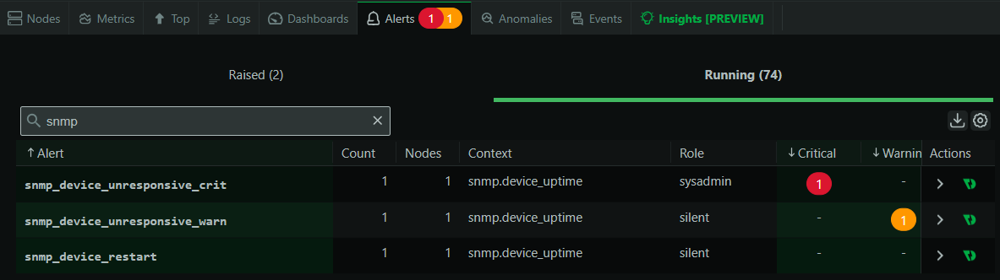 Nodes Metrics Top Logs Dashboards Alerts 1 1 Anomalies Events Insights [PREVIEW]
Raised (2) Running (74)
snmp
Alert Count Nodes Context Role Critical Warnin Actions
snmp_device_unresponsive_crit 1 1 snmp.device_uptime sysadmin 1 -
snmp_device_unresponsive_warn 1 1 snmp.device_uptime silent - 1
snmp_device_restart 1 1 snmp.device_uptime silent - -